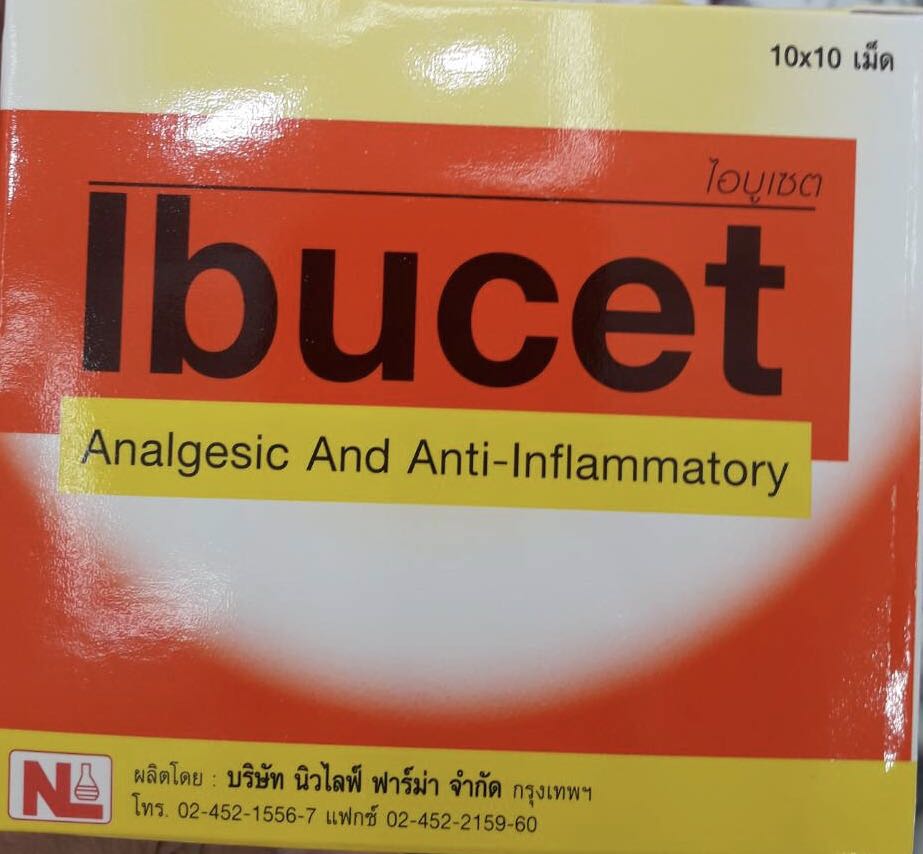 10x10 เม็ด
ไอบูเซต
Ibucet
Analgesic And Anti-Inflammatory
NL
ผลิตโดย : บริษัท นิวไลฟ์ ฟาร์ม่า จำกัด กรุงเทพฯ
โทร. 02-452-1556-7 แฟกซ์ 02-452-2159-60